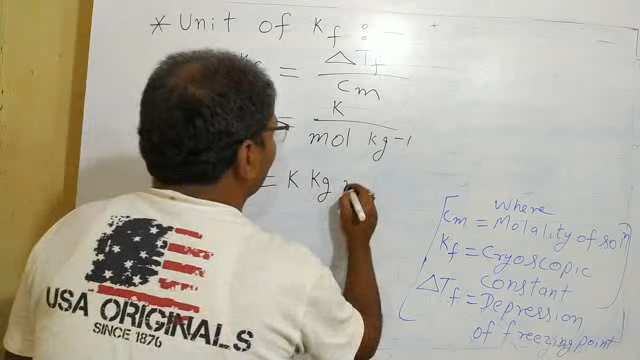 * Unit of Kf :-
= ΔTf
Cm
= K
mol kg-1
= K Kg
Where
Cm = Molality of soln
Kf = Cryoscopic
Constant
ΔTf = Depression
of freezing point
USA ORIGINALS
SINCE 1876